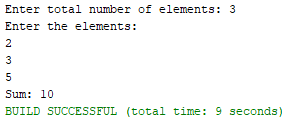 Enter total number of elements: 3
Enter the elements:
2
3
5
Sum: 10
BUILD SUCCESSFUL (total time: 9 seconds)